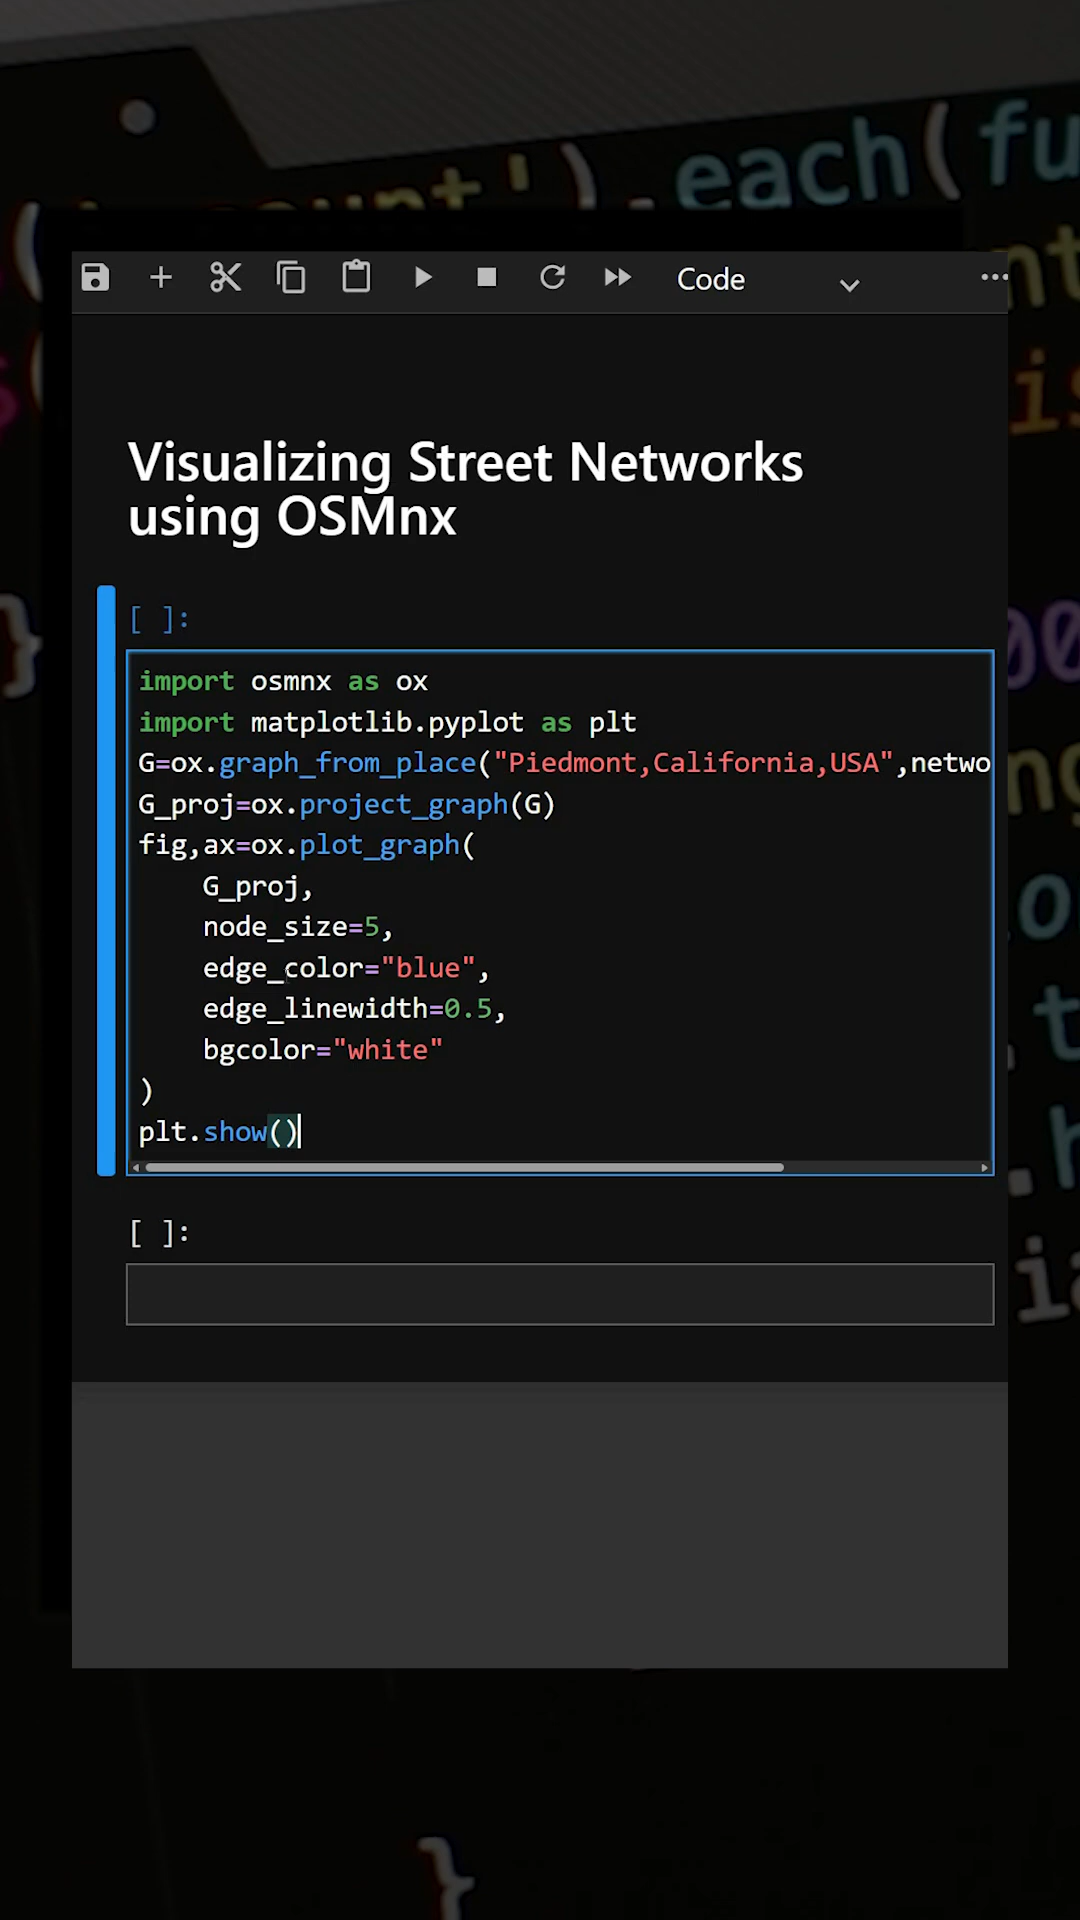 ').each(fu
Code
Visualizing Street Networks
using OSMnx
[ ]:
import osmnx as ox
import matplotlib.pyplot as plt
G=ox.graph_from_place("Piedmont,California,USA",netwo
G_proj=ox.project_graph(G)
fig,ax=ox.plot_graph(
    G_proj,
    node_size=5,
    edge_color="blue",
    edge_linewidth=0.5,
    bgcolor="white"
)
plt.show()
[ ]:
}